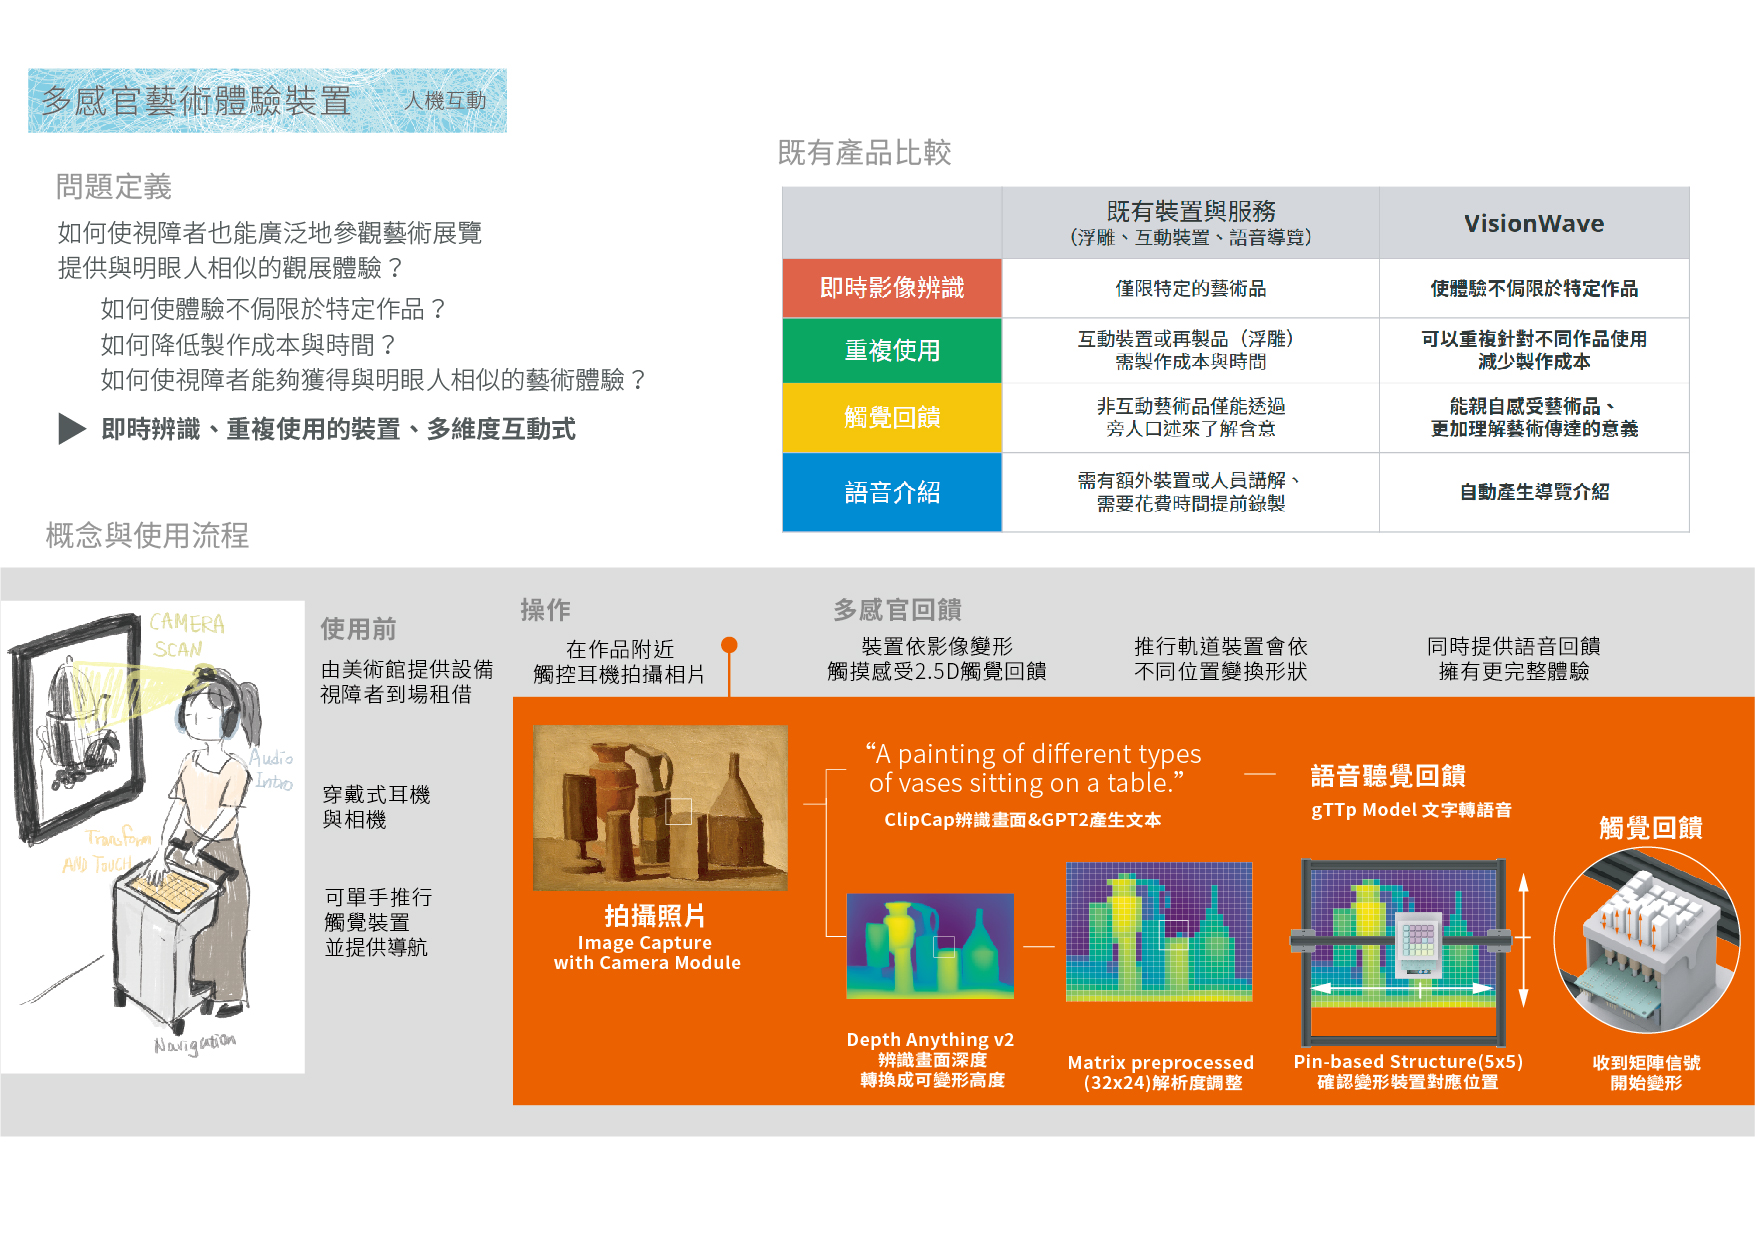 多感官藝術體驗裝置
人機互動
問題定義
如何使視障者也能廣泛地參觀藝術展覽
提供與明眼人相似的觀展體驗？
如何使體驗不侷限於特定作品？
如何降低製作成本與時間？
如何使視障者能夠獲得與明眼人相似的藝術體驗？
即時辨識、重複使用的裝置、多維度互動式
既有產品比較
既有裝置與服務
（浮雕、互動裝置、語音導覽）
VisionWave
即時影像辨識
僅限特定的藝術品
使體驗不侷限於特定作品
重複使用
互動裝置或再製品（浮雕）
需製作成本與時間
可以重複針對不同作品使用
減少製作成本
觸覺回饋
非互動藝術品僅能透過
旁人口述來了解含意
能親自感受藝術品、
更加理解藝術傳達的意義
語音介紹
需有額外裝置或人員講解、
需要花費時間提前錄製
自動產生導覽介紹
概念與使用流程
CAMERA
SCAN
Audio
Intro
Transform
AND TOUCH
Navigation
使用前
由美術館提供設備
視障者到場租借
穿戴式耳機
與相機
可單手推行
觸覺裝置
並提供導航
操作
在作品附近
觸控耳機拍攝相片
多感官回饋
裝置依影像變形
觸摸感受2.5D觸覺回饋
推行軌道裝置會依
不同位置變換形狀
同時提供語音回饋
擁有更完整體驗
拍攝照片
Image Capture
with Camera Module
“A painting of different types
of vases sitting on a table.”
ClipCap辨識畫面&GPT2產生文本
語音聽覺回饋
gTTp Model 文字轉語音
觸覺回饋
Depth Anything v2
辨識畫面深度
轉換成可變形高度
Matrix preprocessed
(32x24)解析度調整
Pin-based Structure(5x5)
確認變形裝置對應位置
收到矩陣信號
開始變形